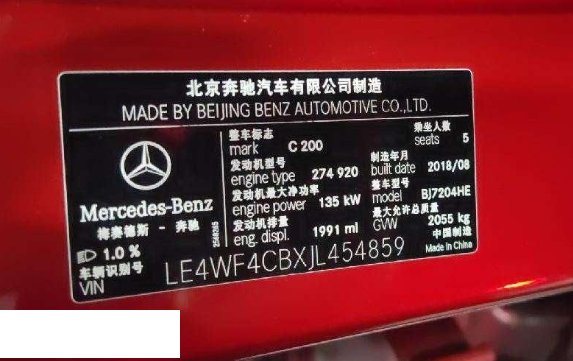 北京奔驰汽车有限公司制造
MADE BY BEIJING BENZ AUTOMOTIVE CO.,LTD.
整车标志 乘坐人数
mark C 200 seats 5
发动机型号 制造年月
engine type 274 920 built date 2018/08
发动机最大净功率 整车型号
engine power 135 kW model BJ7204HE
发动机排量 最大允许总质量
eng. displ. 1991 ml GVW 2055 kg
Mercedes-Benz
梅赛德斯－奔驰
1.0 %
中国制造
Made in China
车辆识别号
VIN LE4WF4CBXJL454859